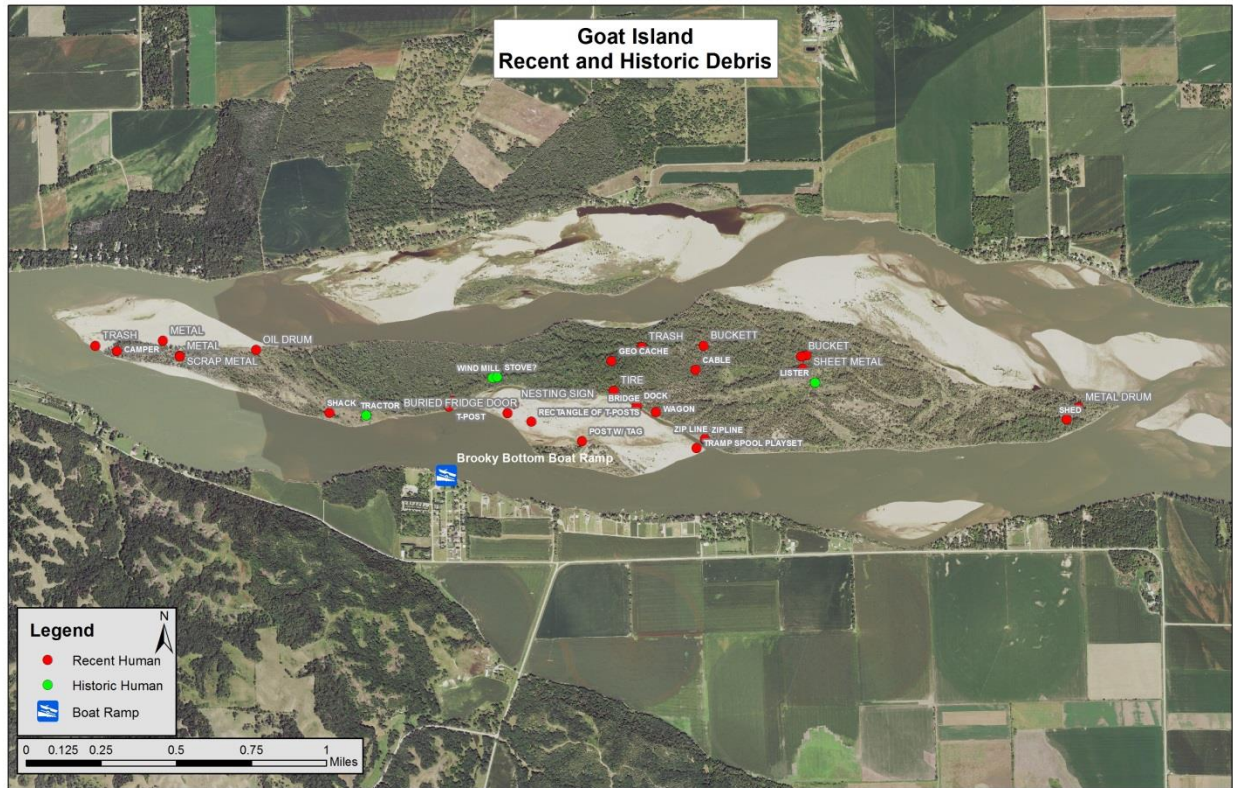 Goat Island
Recent and Historic Debris
TRASH
CAMPER
METAL
METAL
SCRAP METAL
OIL DRUM
TRASH
GEO CACHE
BUCKETT
CABLE
BUCKET
SHEET METAL
LISTER
WIND MILL
STOVE?
TIRE
NESTING SIGN
BRIDGE
DOCK
WAGON
SHACK
TRACTOR
BURIED FRIDGE DOOR
T-POST
RECTANGLE OF T-POSTS
METAL DRUM
SHED
POST W/ TAG
ZIP LINE
ZIPLINE
TRAMP SPOOL PLAYSET
Brooky Bottom Boat Ramp
Legend
N
Recent Human
Historic Human
Boat Ramp
0 0.125 0.25 0.5 0.75 1
Miles